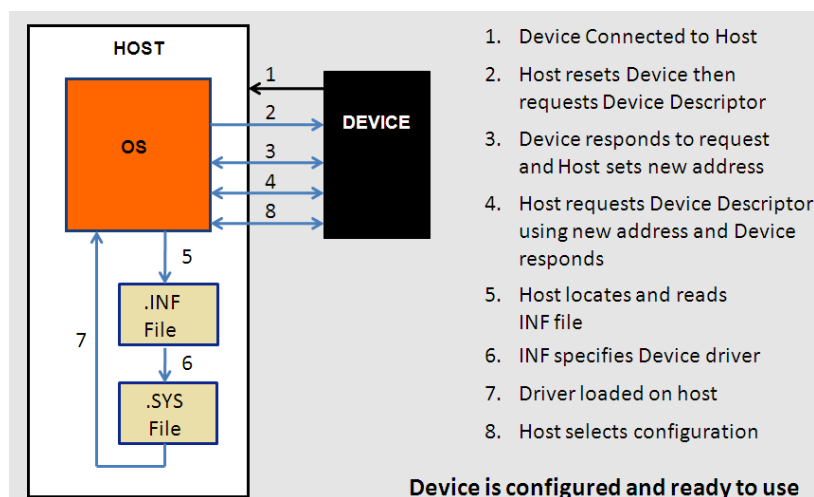 HOST
OS
DEVICE
1
2
3
4
8
5
.INF
File
6
.SYS
File
7
1. Device Connected to Host
2. Host resets Device then
requests Device Descriptor
3. Device responds to request
and Host sets new address
4. Host requests Device Descriptor
using new address and Device
responds
5. Host locates and reads
INF file
6. INF specifies Device driver
7. Driver loaded on host
8. Host selects configuration
Device is configured and ready to use